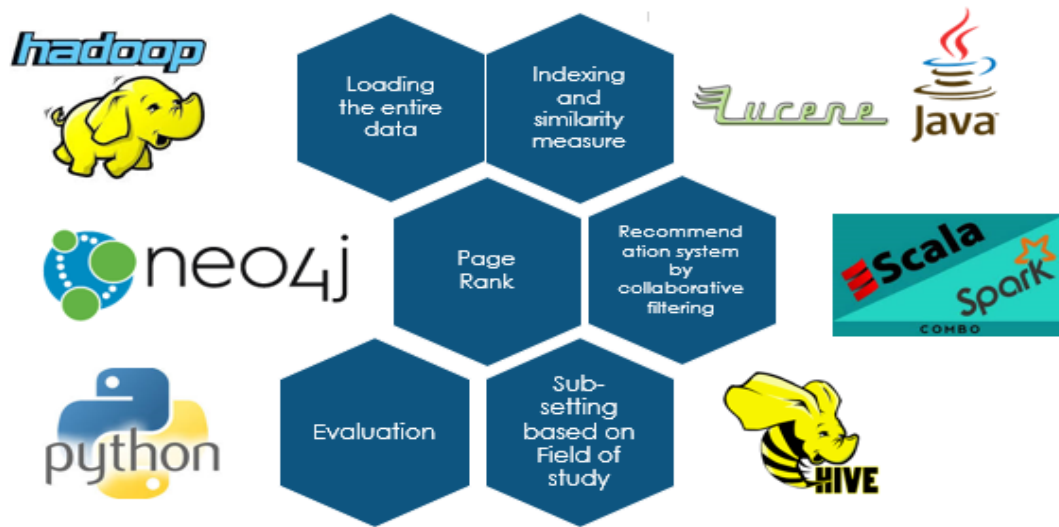 hadoop
Loading
the entire
data
Indexing
and
similarity
measure
Lucene
Java
neo4j
Page
Rank
Recommend
ation system
by
collaborative
filtering
Scala
Spark
COMBO
python
Evaluation
Sub-
setting
based on
Field of
study
HIVE